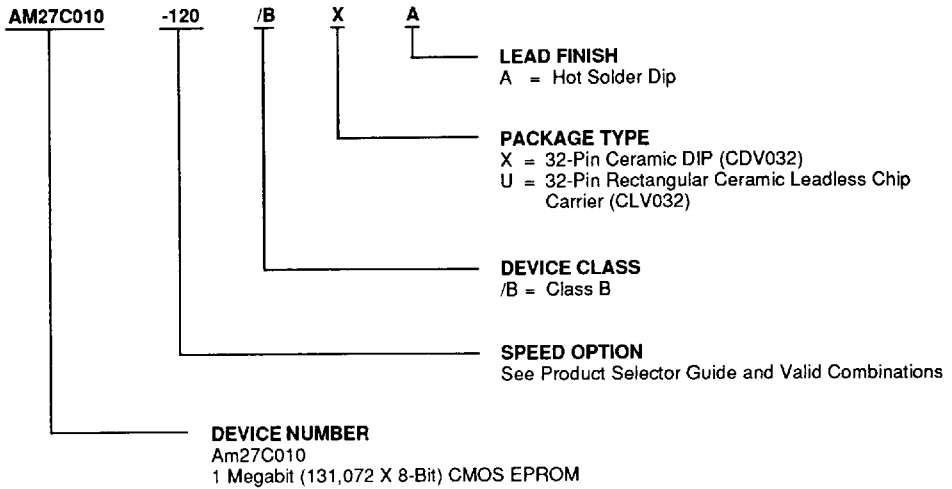 AM27C010 -120 /B X A
LEAD FINISH
A = Hot Solder Dip
PACKAGE TYPE
X = 32-Pin Ceramic DIP (CDV032)
U = 32-Pin Rectangular Ceramic Leadless Chip
Carrier (CLV032)
DEVICE CLASS
/B = Class B
SPEED OPTION
See Product Selector Guide and Valid Combinations
DEVICE NUMBER
Am27C010
1 Megabit (131,072 X 8-Bit) CMOS EPROM